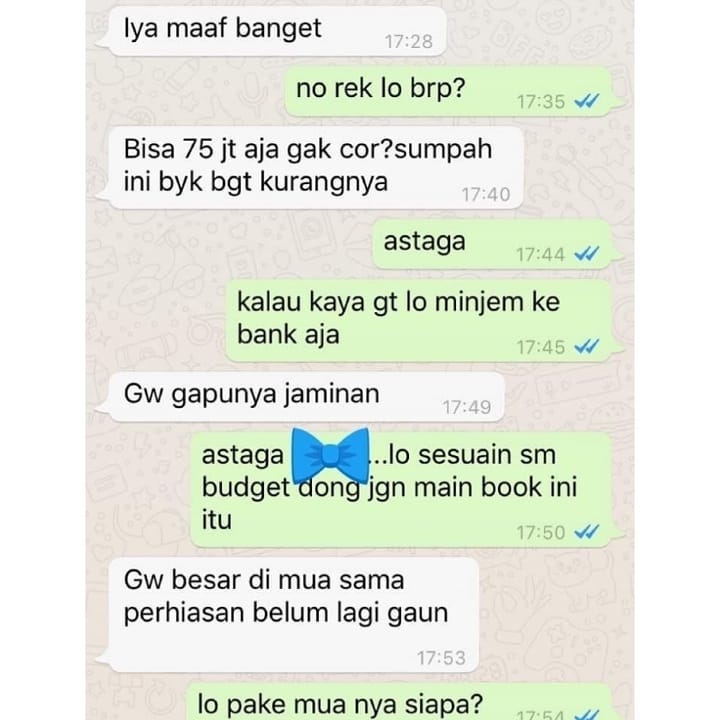 Iya maaf banget
17:28
no rek lo brp?
17:35
Bisa 75 jt aja gak cor?sumpah
ini byk bgt kurangnya
17:40
astaga
17:44
kalau kaya gt lo minjem ke
bank aja
17:45
Gw gapunya jaminan
17:49
astaga ...lo sesuain sm
budget dong jgn main book ini
itu
17:50
Gw besar di mua sama
perhiasan belum lagi gaun
17:53
lo pake mua nya siapa?
17:54